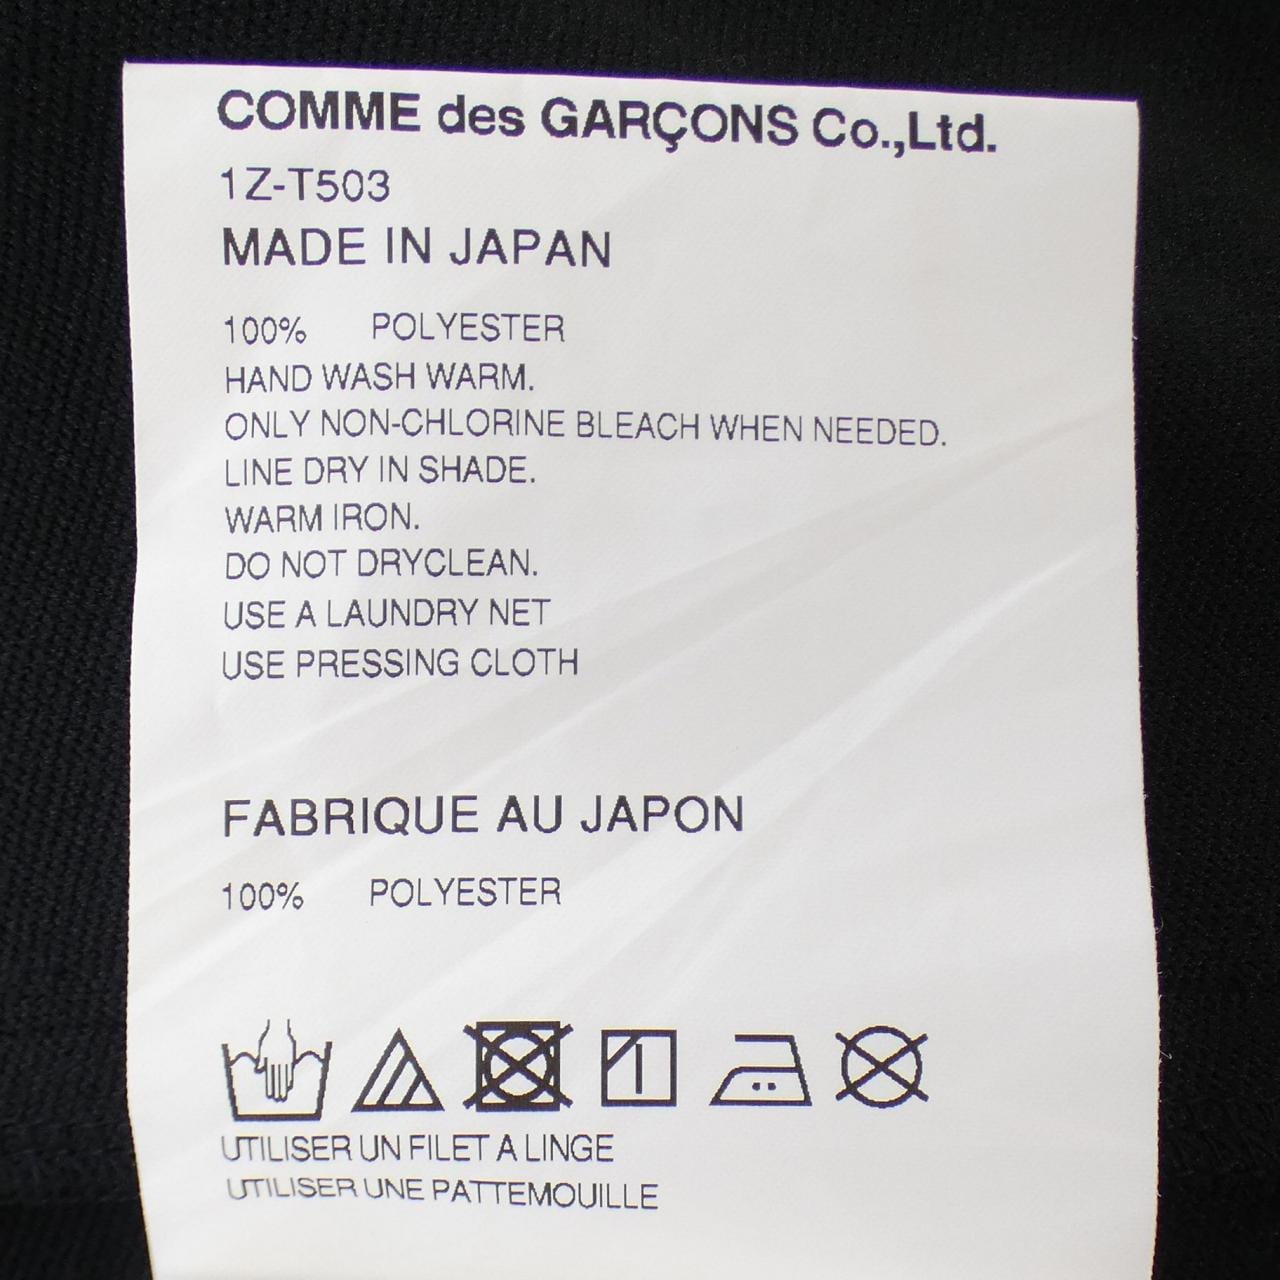 COMME des GARÇONS Co.,Ltd.
1Z-T503
MADE IN JAPAN
100% POLYESTER
HAND WASH WARM.
ONLY NON-CHLORINE BLEACH WHEN NEEDED.
LINE DRY IN SHADE.
WARM IRON.
DO NOT DRYCLEAN.
USE A LAUNDRY NET
USE PRESSING CLOTH
FABRIQUE AU JAPON
100% POLYESTER
UTILISER UN FILET A LINGE
UTILISER UNE PATTEMOUILLE